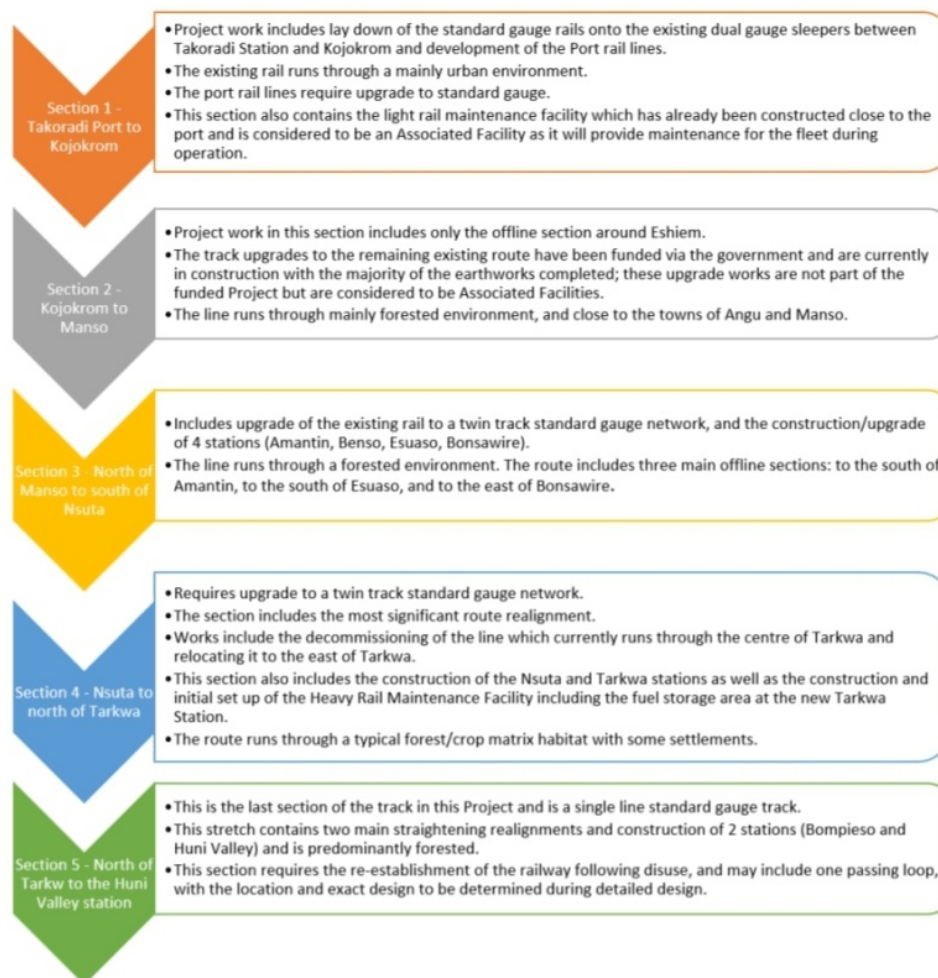 Section 1 -
Takoradi Port to
Kojokrom
•Project work includes lay down of the standard gauge rails onto the existing dual gauge sleepers between
Takoradi Station and Kojokrom and development of the Port rail lines.
•The existing rail runs through a mainly urban environment.
•The port rail lines require upgrade to standard gauge.
•This section also contains the light rail maintenance facility which has already been constructed close to the
port and is considered to be an Associated Facility as it will provide maintenance for the fleet during
operation.
Section 2 -
Kojokrom to
Manso
•Project work in this section includes only the offline section around Eshiem.
•The track upgrades to the remaining existing route have been funded via the government and are currently
in construction with the majority of the earthworks completed; these upgrade works are not part of the
funded Project but are considered to be Associated Facilities.
•The line runs through mainly forested environment, and close to the towns of Angu and Manso.
Section 3 - North of
Manso to south of
Nsuta
•Includes upgrade of the existing rail to a twin track standard gauge network, and the construction/upgrade
of 4 stations (Amantin, Benso, Esuaso, Bonsawire).
•The line runs through a forested environment. The route includes three main offline sections: to the south of
Amantin, to the south of Esuaso, and to the east of Bonsawire.
Section 4 - Nsuta to
north of Tarkwa
•Requires upgrade to a twin track standard gauge network.
•The section includes the most significant route realignment.
•Works include the decommissioning of the line which currently runs through the centre of Tarkwa and
relocating it to the east of Tarkwa.
•This section also includes the construction of the Nsuta and Tarkwa stations as well as the construction and
initial set up of the Heavy Rail Maintenance Facility including the fuel storage area at the new Tarkwa
Station.
•The route runs through a typical forest/crop matrix habitat with some settlements.
Section 5 - North of
Tarkw to the Huni
Valley station
•This is the last section of the track in this Project and is a single line standard gauge track.
•This stretch contains two main straightening realignments and construction of 2 stations (Bompieso and
Huni Valley) and is predominantly forested.
•This section requires the re-establishment of the railway following disuse, and may include one passing loop,
with the location and exact design to be determined during detailed design.